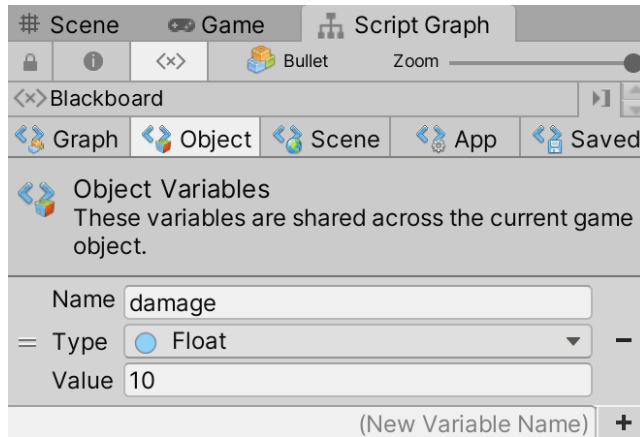 Scene Game Script Graph
<×> Bullet Zoom
<×> Blackboard
Graph Object Scene App Saved
Object Variables
These variables are shared across the current game
object.
Name damage
= Type Float
Value 10
(New Variable Name) +